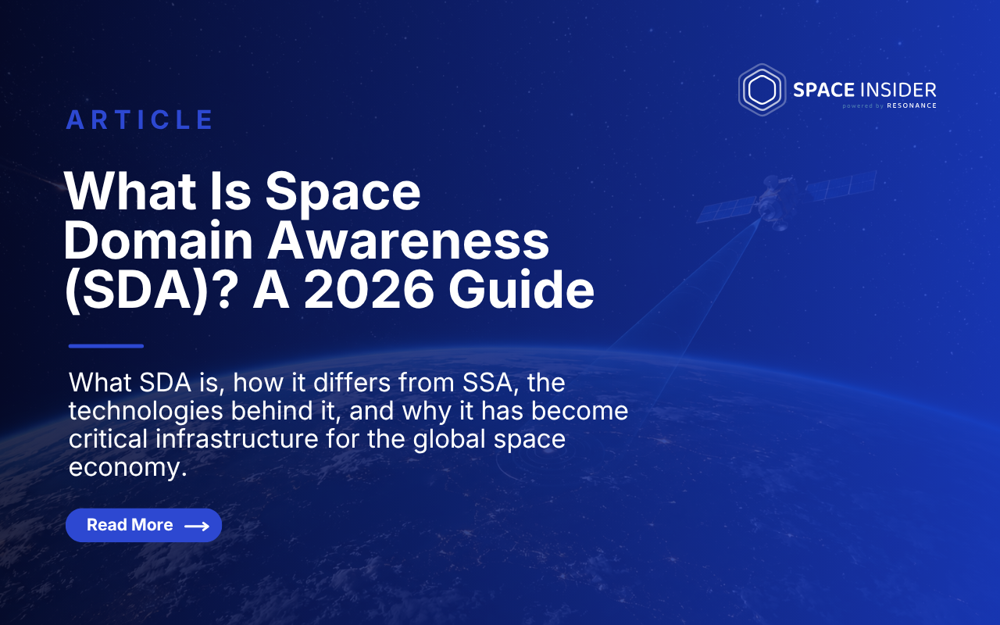 SPACE INSIDER
powered by RESONANCE
ARTICLE
What Is Space
Domain Awareness
(SDA)? A 2026 Guide
What SDA is, how it differs from SSA, the
technologies behind it, and why it has become
critical infrastructure for the global space
economy.
Read More